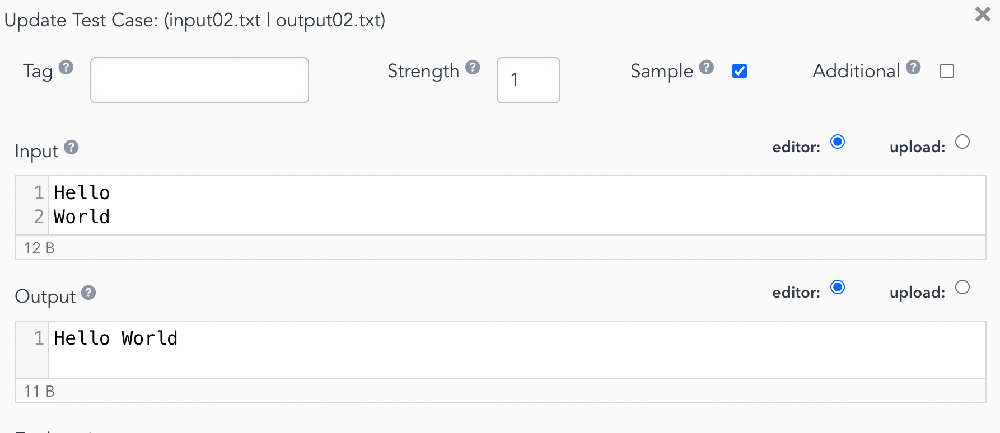 Update Test Case: (input02.txt | output02.txt)
Tag ? Strength ? 1 Sample ? Additional ?
Input ? editor: upload:
1 Hello
2 World
12 B
Output ? editor: upload:
1 Hello World
11 B